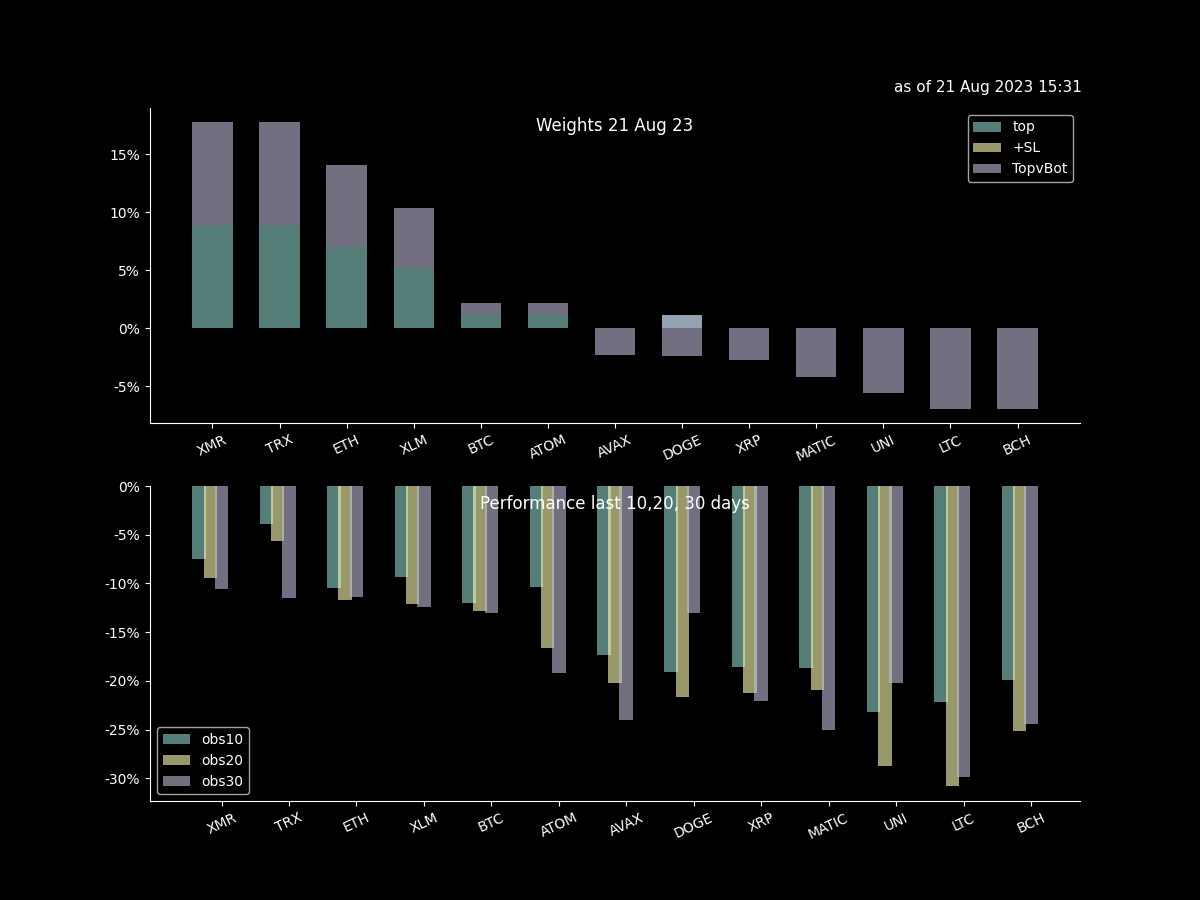 as of 21 Aug 2023 15:31
Weights 21 Aug 23
top
+SL
TopvBot
15%
10%
5%
0%
-5%
XMR TRX ETH XLM BTC ATOM AVAX DOGE XRP MATIC UNI LTC BCH
Performance last 10,20, 30 days
0%
-5%
-10%
-15%
-20%
-25%
-30%
obs10
obs20
obs30
XMR TRX ETH XLM BTC ATOM AVAX DOGE XRP MATIC UNI LTC BCH